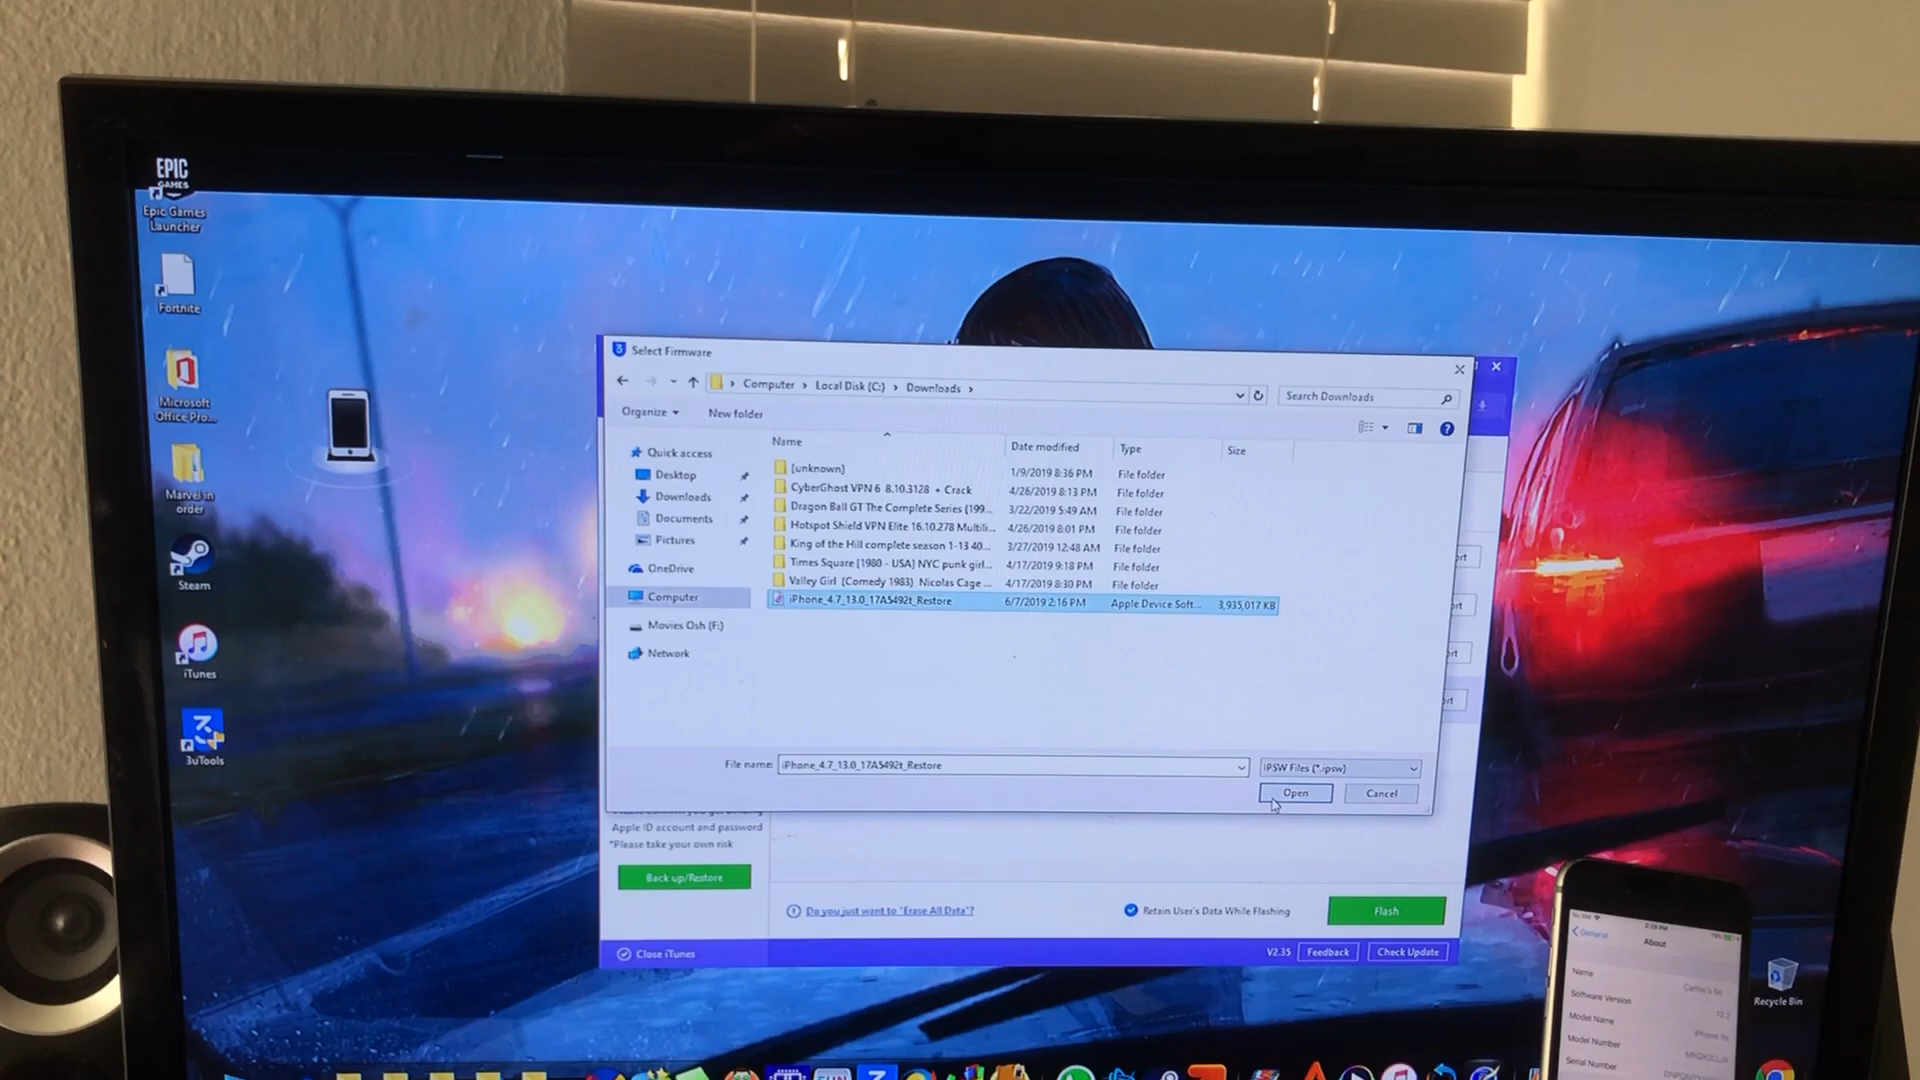 EPIC
GAMES
Epic Games
Launcher
Fortnite
Microsoft
Office Pro...
Marvel in
order
Steam
iTunes
3uTools
Select Firmware
Computer › Local Disk (C:) › Downloads ›
Search Downloads
Organize
New folder
Name
Date modified
Type
Size
Quick access
Desktop
Downloads
Documents
Pictures
OneDrive
Computer
Movies Osh (F:)
Network
[unknown] 1/9/2019 8:36 PM File folder
CyberGhost VPN 6 8.10.3128 + Crack 4/26/2019 8:13 PM File folder
Dragon Ball GT The Complete Series (199... 3/22/2019 5:49 AM File folder
Hotspot Shield VPN Elite 16.10.278 Multili... 4/26/2019 8:01 PM File folder
King of the Hill complete season 1-13 40... 3/27/2019 12:48 AM File folder
Times Square [1980 - USA) NYC punk girl... 4/17/2019 9:18 PM File folder
Valley Girl (Comedy 1983) Nicolas Cage ... 4/17/2019 8:30 PM File folder
iPhone_4.7_13.0_17A5492t_Restore 6/7/2019 2:16 PM Apple Device Soft... 3,935,017 KB
File name: iPhone_4.7_13.0_17A5492t_Restore
IPSW Files (*.ipsw)
Open
Cancel
Apple ID account and password
*Please take your own risk
Back up/Restore
Do you just want to "Erase All Data"?
Retain User's Data While Flashing
Flash
Close iTunes
V2.35
Feedback
Check Update
General
About
Name Carlos's 6s
Software Version 12.2
Model Name iPhone 6s
Model Number
Serial Number
Recycle Bin